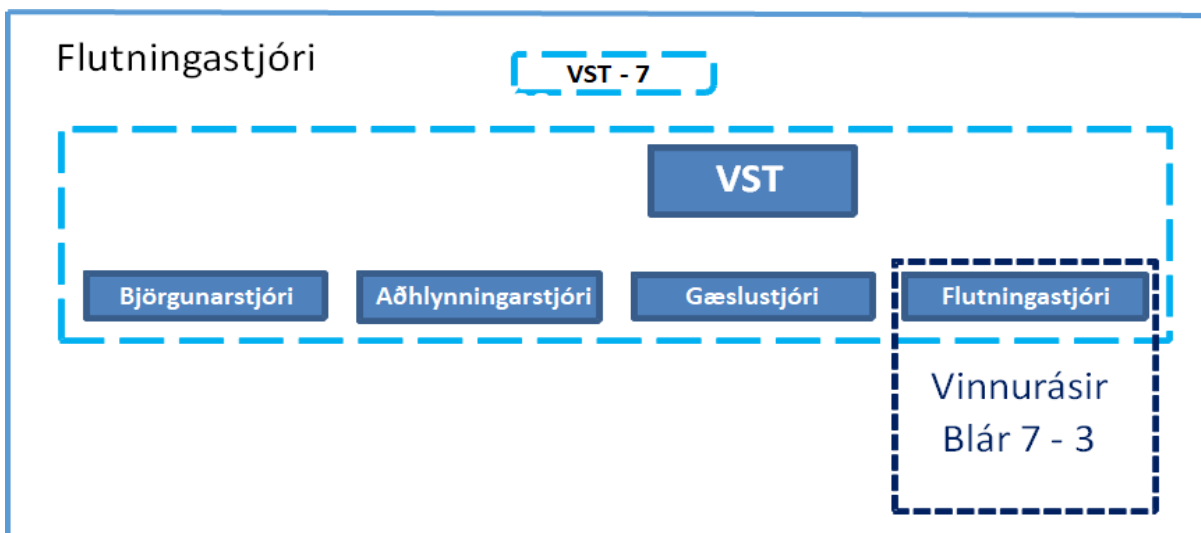 Flutningastjóri
VST - 7
VST
Björgunarstjóri
Aðhlynningarstjóri
Gæslustjóri
Flutningastjóri
Vinnurásir
Blár 7 - 3